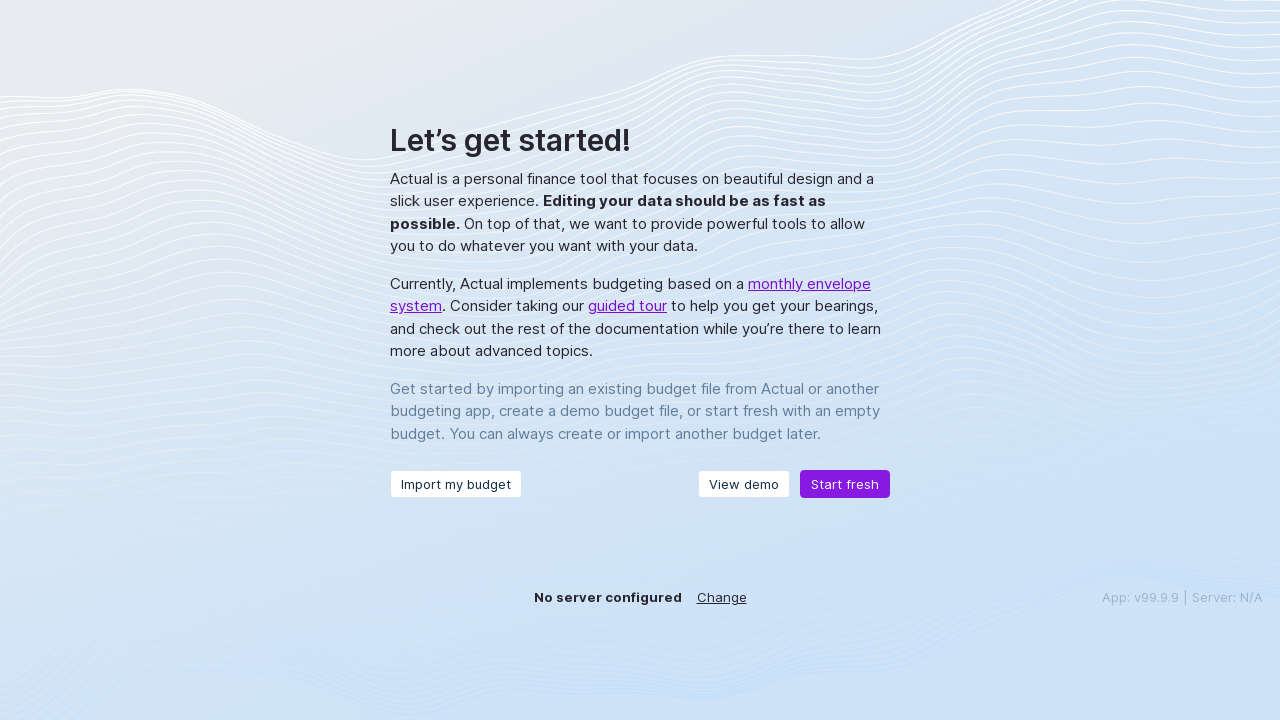 Let’s get started!
Actual is a personal finance tool that focuses on beautiful design and a
slick user experience. Editing your data should be as fast as
possible. On top of that, we want to provide powerful tools to allow
you to do whatever you want with your data.
Currently, Actual implements budgeting based on a monthly envelope
system. Consider taking our guided tour to help you get your bearings,
and check out the rest of the documentation while you’re there to learn
more about advanced topics.
Get started by importing an existing budget file from Actual or another
budgeting app, create a demo budget file, or start fresh with an empty
budget. You can always create or import another budget later.
Import my budget View demo Start fresh
No server configured Change App: v99.9.9 | Server: N/A